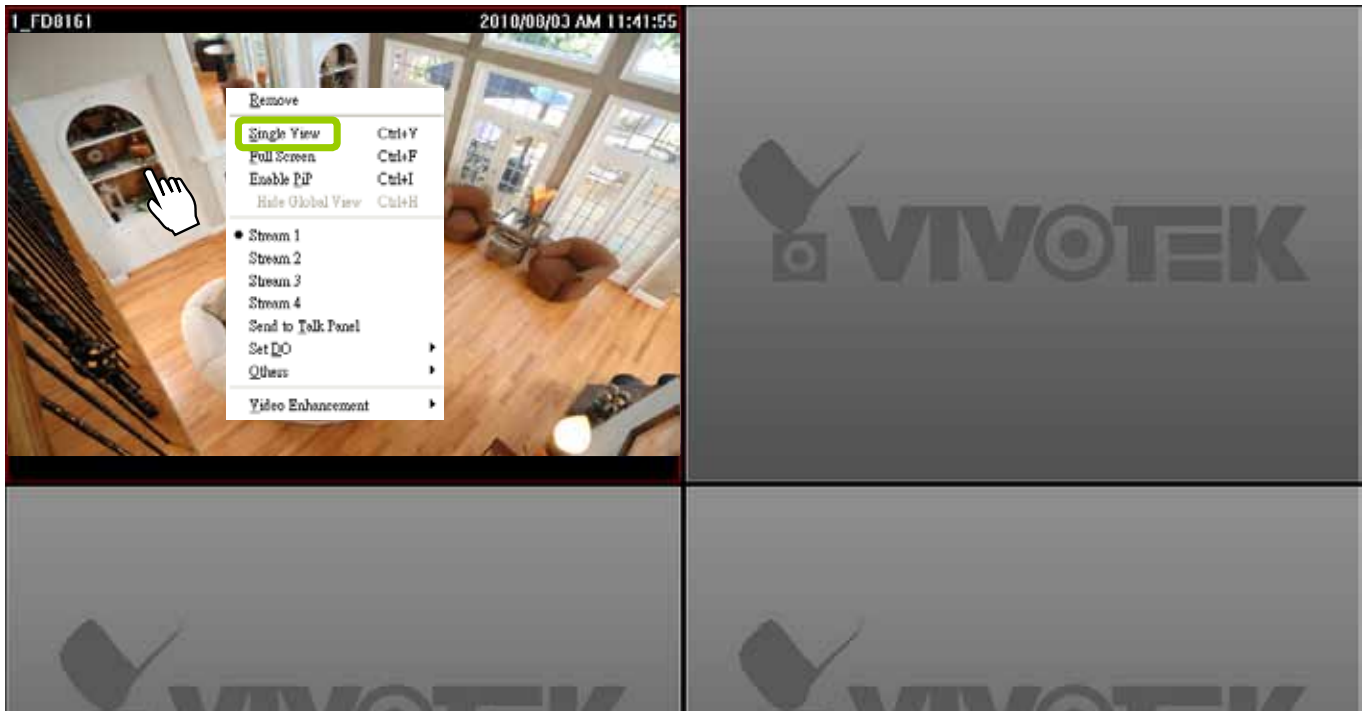 1_FD8161
2010/08/03 AM 11:41:55
Remove
Single View Ctrl+V
Full Screen Ctrl+F
Enable PiP Ctrl+I
Hide Global View Ctrl+H
Stream 1
Stream 2
Stream 3
Stream 4
Send to Talk Panel
Set DO
Others
Video Enhancement
VIVOTEK
VIVOTEK
VIVOTEK